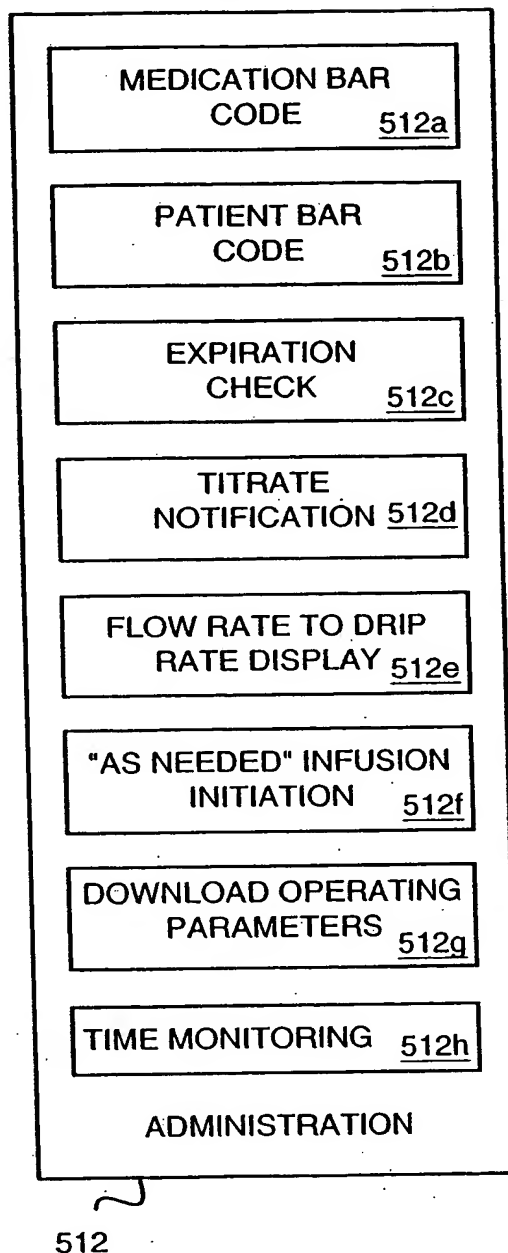 MEDICATION BAR
CODE 512a
PATIENT BAR
CODE 512b
EXPIRATION
CHECK 512c
TITRATE
NOTIFICATION 512d
FLOW RATE TO DRIP
RATE DISPLAY 512e
"AS NEEDED" INFUSION
INITIATION 512f
DOWNLOAD OPERATING
PARAMETERS 512g
TIME MONITORING 512h
ADMINISTRATION
512